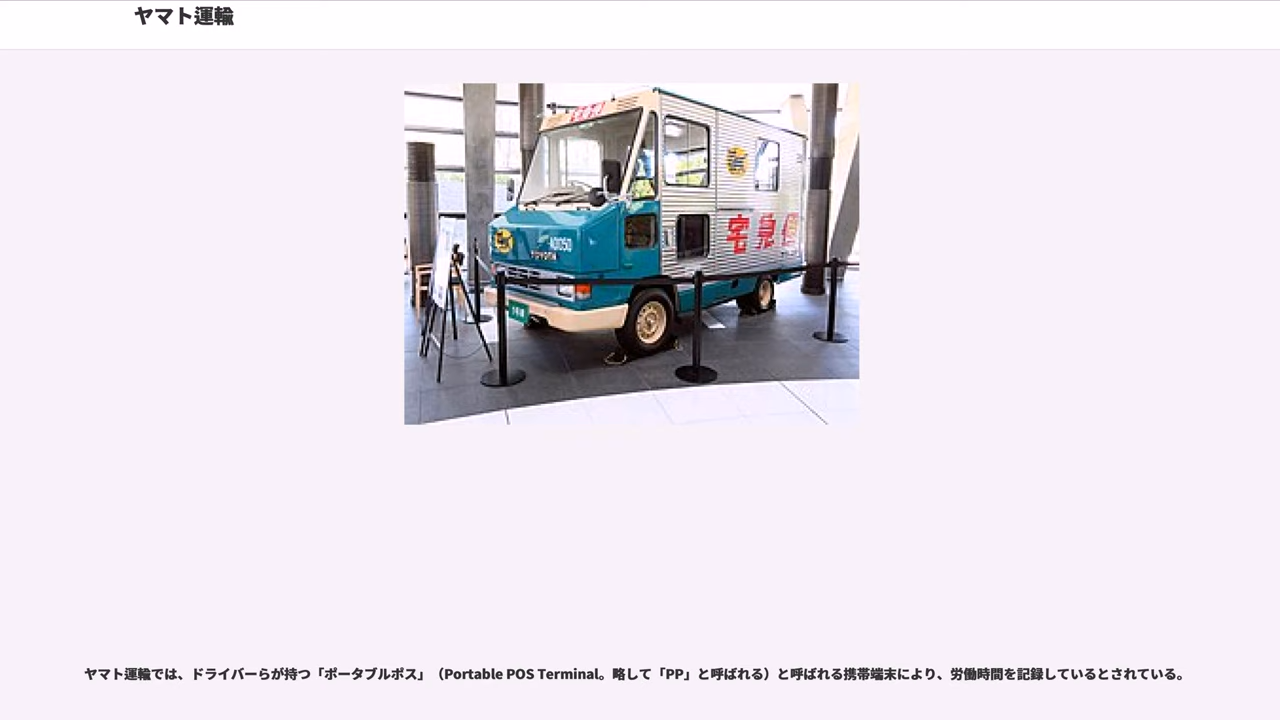 ヤマト運輸
宅急便
TOYOTA
ヤマト運輸では、ドライバーらが持つ「ポータブルポス」（Portable POS Terminal。略して「PP」と呼ばれる）と呼ばれる携帯端末により、労働時間を記録しているとされている。